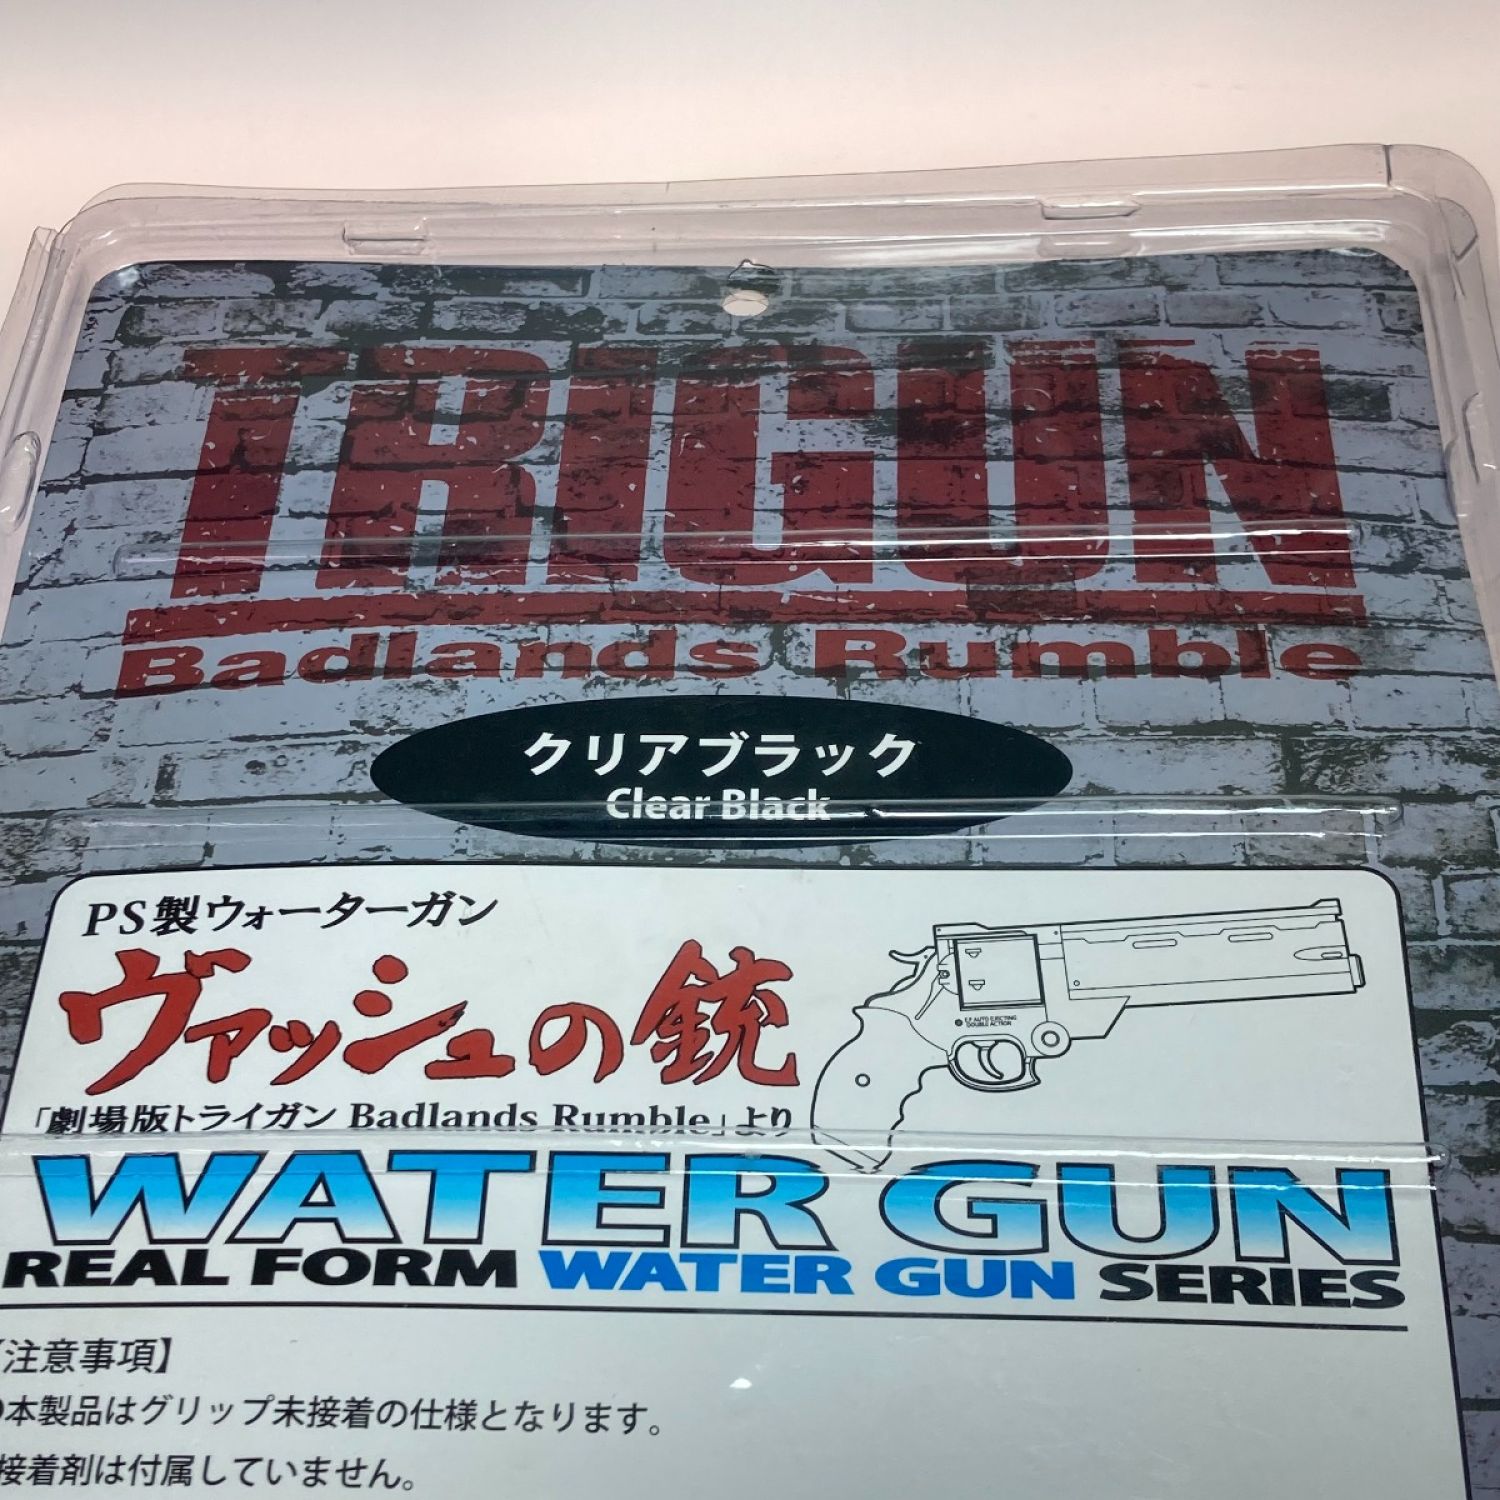 TRIGUN
Badlands Rumble
クリアブラック
Clear Black
PS製ウォーターガン
ヴァッシュの銃
「劇場版トライガン Badlands Rumble」より
E.F AUTO EJECTING
DOUBLE ACTION
WATER GUN
REAL FORM WATER GUN SERIES
【注意事項】
本製品はグリップ未接着の仕様となります。
接着剤は付属していません。